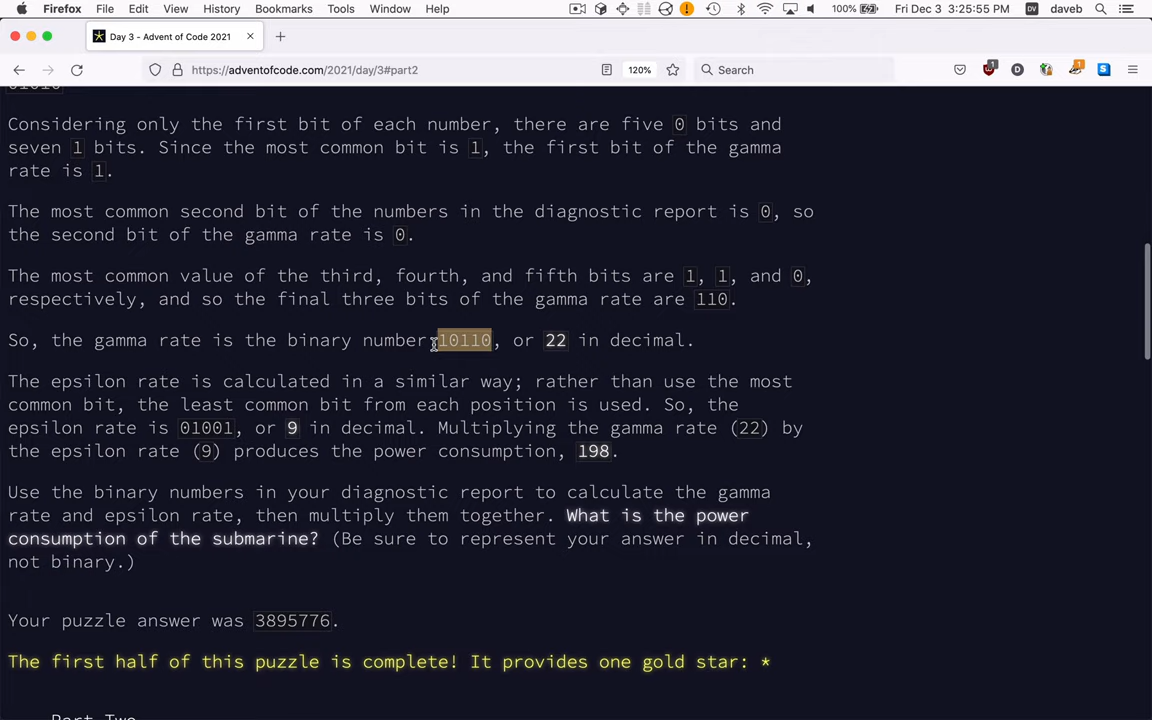 Firefox File Edit View History Bookmarks Tools Window Help 100% Fri Dec 3 3:25:55 PM DV daveb
Day 3 - Advent of Code 2021
https://adventofcode.com/2021/day/3#part2 120% Search
Considering only the first bit of each number, there are five 0 bits and
seven 1 bits. Since the most common bit is 1, the first bit of the gamma
rate is 1.
The most common second bit of the numbers in the diagnostic report is 0, so
the second bit of the gamma rate is 0.
The most common value of the third, fourth, and fifth bits are 1, 1, and 0,
respectively, and so the final three bits of the gamma rate are 110.
So, the gamma rate is the binary number 10110, or 22 in decimal.
The epsilon rate is calculated in a similar way; rather than use the most
common bit, the least common bit from each position is used. So, the
epsilon rate is 01001, or 9 in decimal. Multiplying the gamma rate (22) by
the epsilon rate (9) produces the power consumption, 198.
Use the binary numbers in your diagnostic report to calculate the gamma
rate and epsilon rate, then multiply them together. What is the power
consumption of the submarine? (Be sure to represent your answer in decimal,
not binary.)
Your puzzle answer was 3895776.
The first half of this puzzle is complete! It provides one gold star: *
Part Two